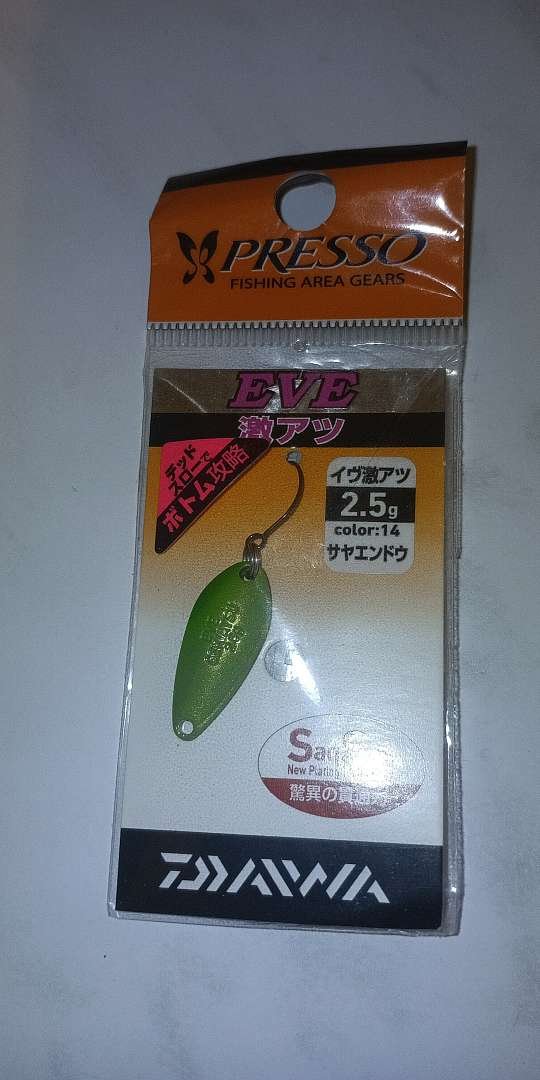 PRESSO
FISHING AREA GEARS
EVE
激アツ
デッド
スローで
ボトム攻略
イヴ激アツ
2.5g
color:14
サヤエンドウ
New Plating
驚異の貫通
DAIWA